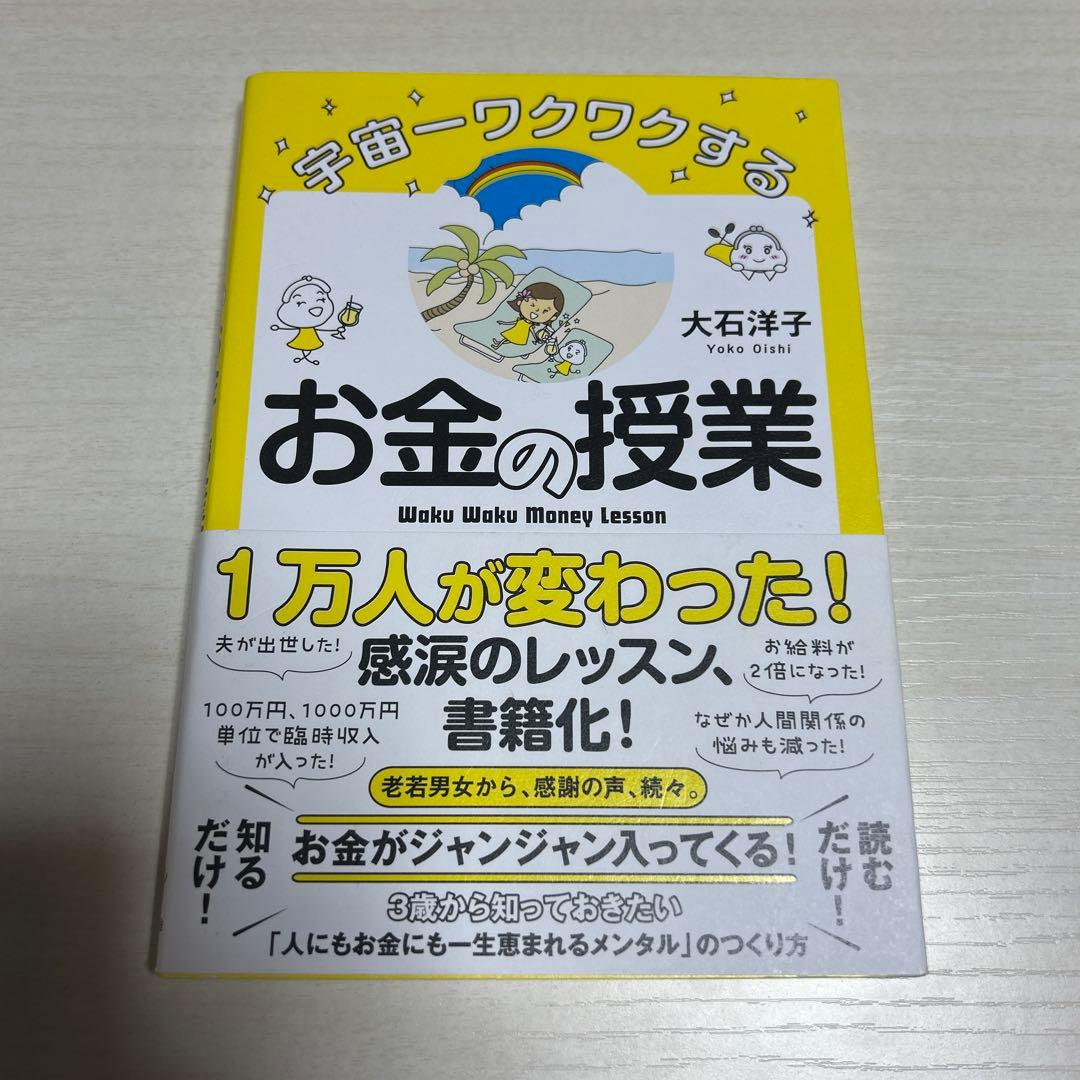 宇宙一ワクワクする
大石洋子
Yoko Oishi
お金の授業
Waku Waku Money Lesson
1万人が変わった!
感涙のレッスン、
書籍化!
夫が出世した!
お給料が
2倍になった!
100万円、1000万円
単位で臨時収入
が入った!
なぜか人間関係の
悩みも減った!
老若男女から、感謝の声、続々。
知る
だけ!
お金がジャンジャン入ってくる!
読む
だけ!
3歳から知っておきたい
「人にもお金にも一生恵まれるメンタル」のつくり方